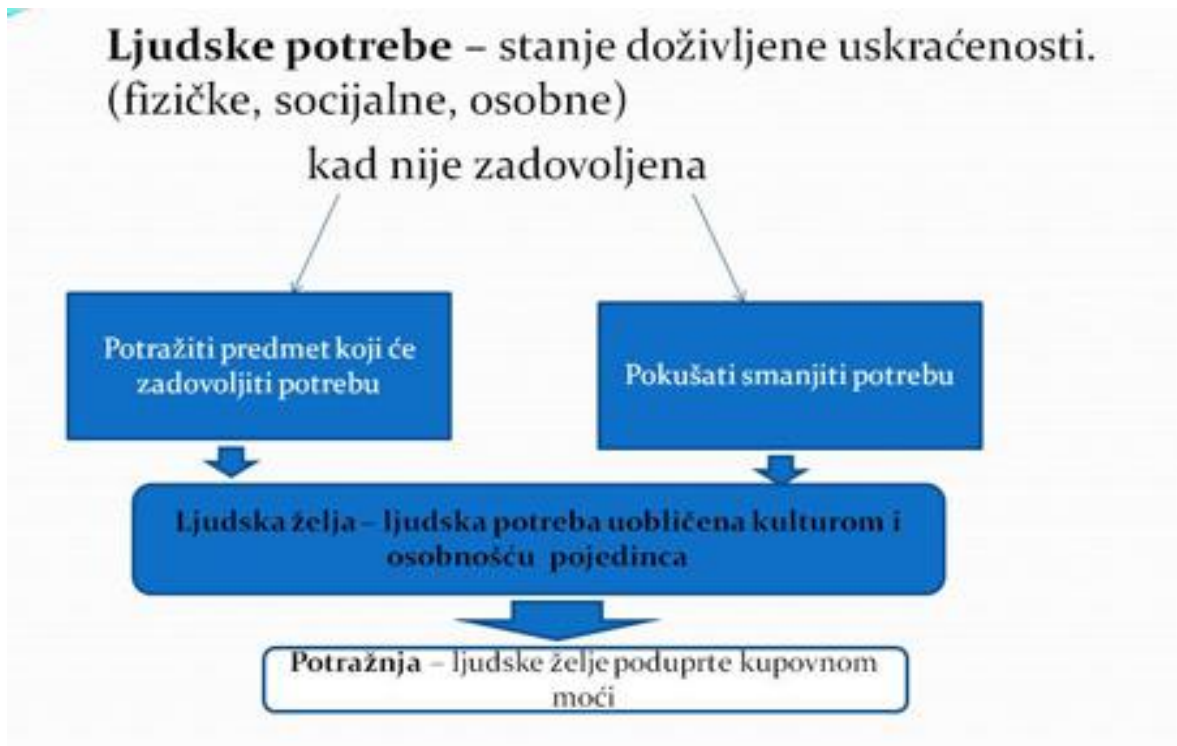 Ljudske potrebe – stanje doživljene uskraćenosti.
(fizičke, socijalne, osobne)
kad nije zadovoljena
Potražiti predmet koji će
zadovoljiti potrebu
Pokušati smanjiti potrebu
Ljudska želja – ljudska potreba uobličena kulturom i
osobnošću pojedinca
Potražnja – ljudske želje poduprte kupovnom
moći